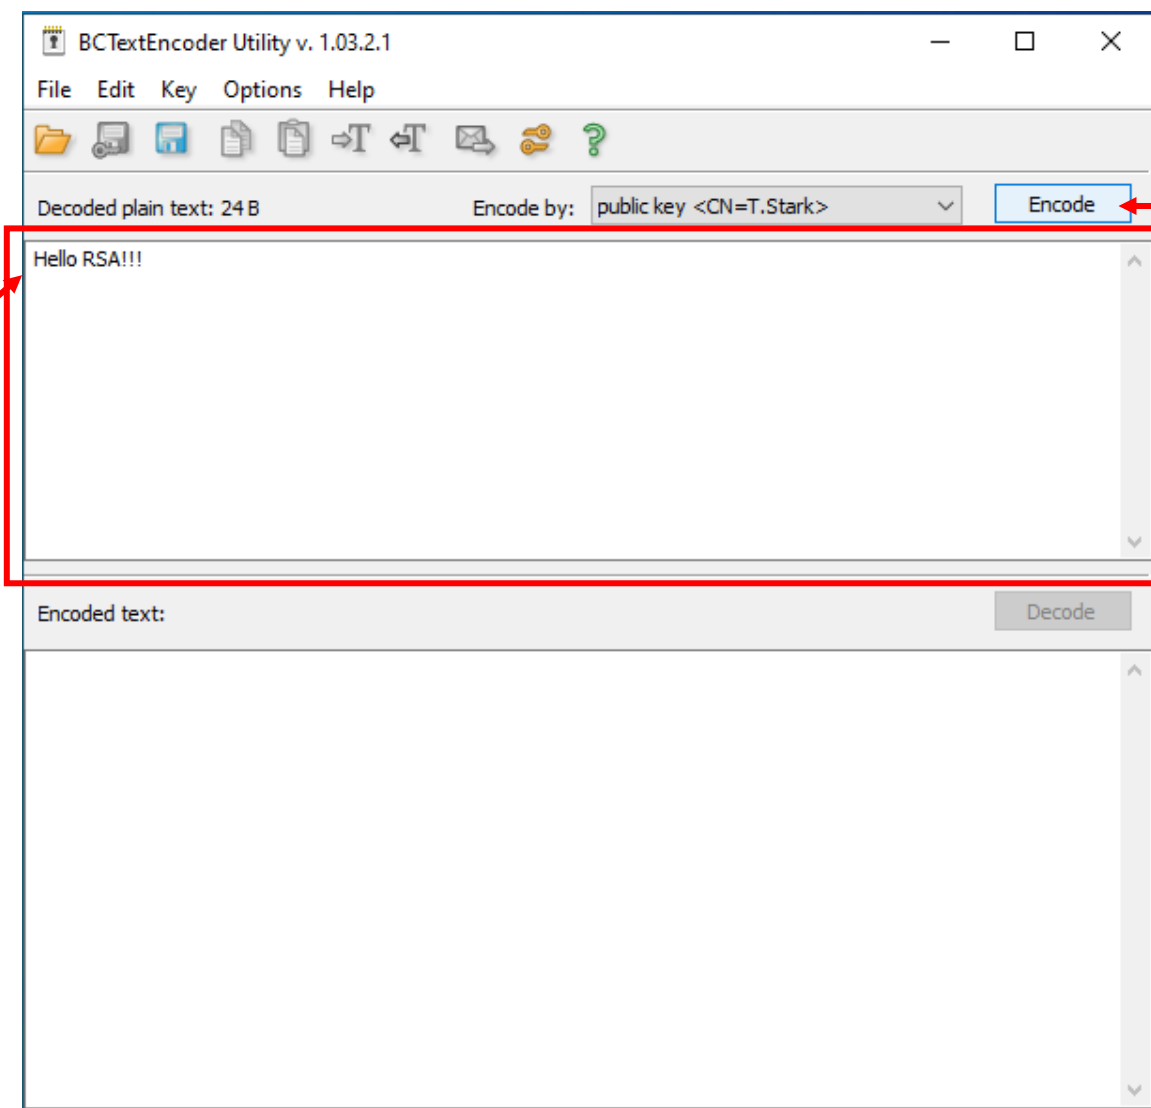 BCTextEncoder Utility v. 1.03.2.1
File Edit Key Options Help
Decoded plain text: 24 B Encode by: public key <CN=T.Stark> Encode
Hello RSA!!!
Encoded text: Decode